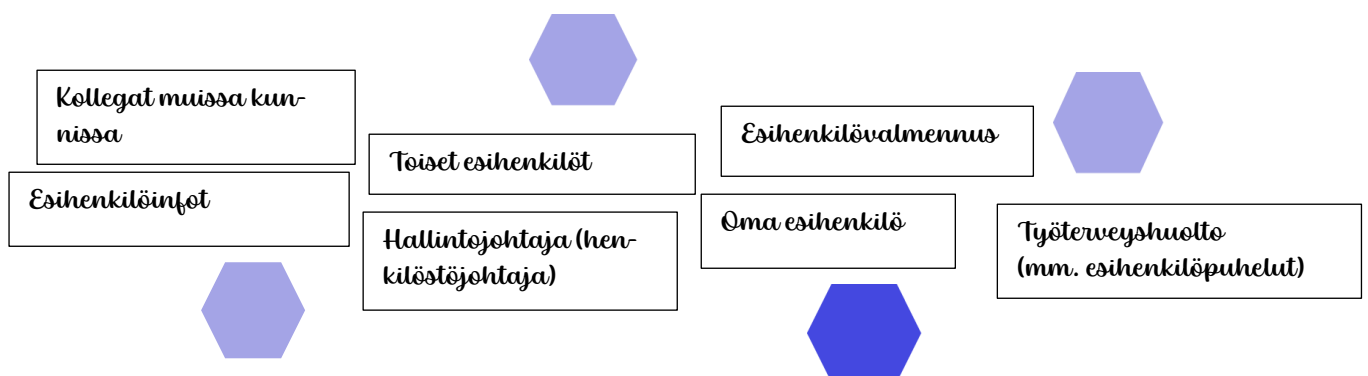 Kollegat muissa kun-
nissa
Esihenkilöinfot
Toiset esihenkilöt
Hallintojohtaja (hen-
kilöstöjohtaja)
Esihenkilövalmennus
Oma esihenkilö
Työterveyshuolto
(mm. esihenkilöpuhelut)